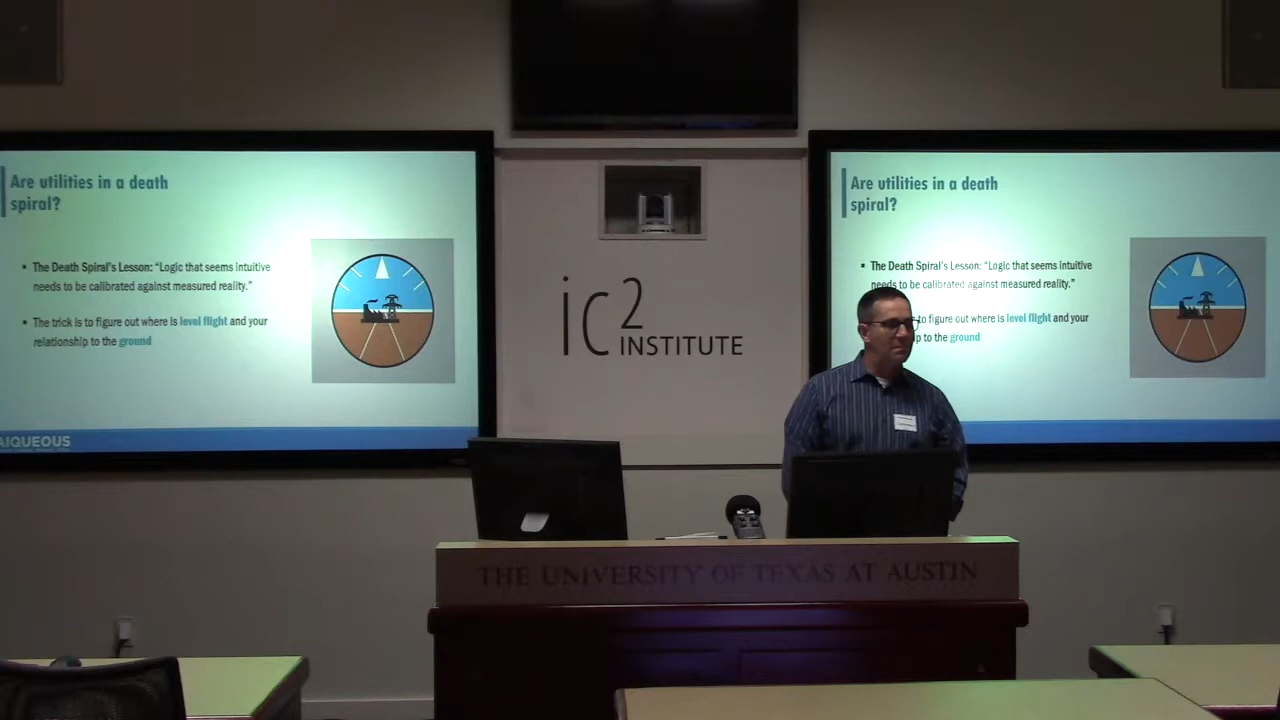 Are utilities in a death
spiral?
▪ The Death Spiral's Lesson: “Logic that seems intuitive
needs to be calibrated against measured reality.”
▪ The trick is to figure out where is level flight and your
relationship to the ground
AIQUEOUS
ic2
INSTITUTE
Are utilities in a death
spiral?
▪ The Death Spiral's Lesson: “Logic that seems intuitive
needs to be calibrated against measured reality.”
to figure out where is level flight and your
to the ground
THE UNIVERSITY OF TEXAS AT AUSTIN